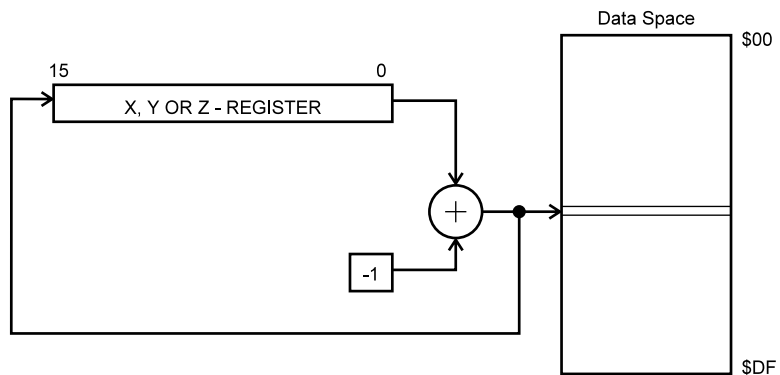 Data Space
$00
15
0
X, Y OR Z - REGISTER
+
-1
$DF